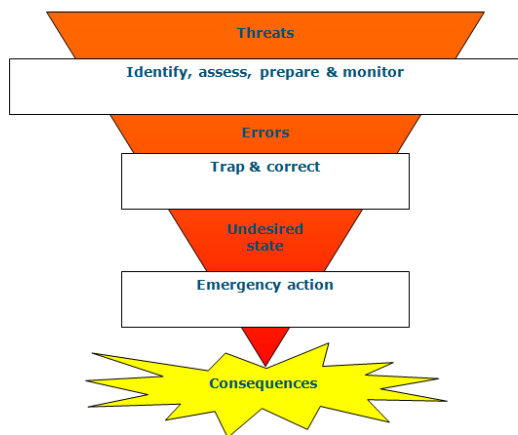 Threats
Identify, assess, prepare & monitor
Errors
Trap & correct
Undesired
state
Emergency action
Consequences